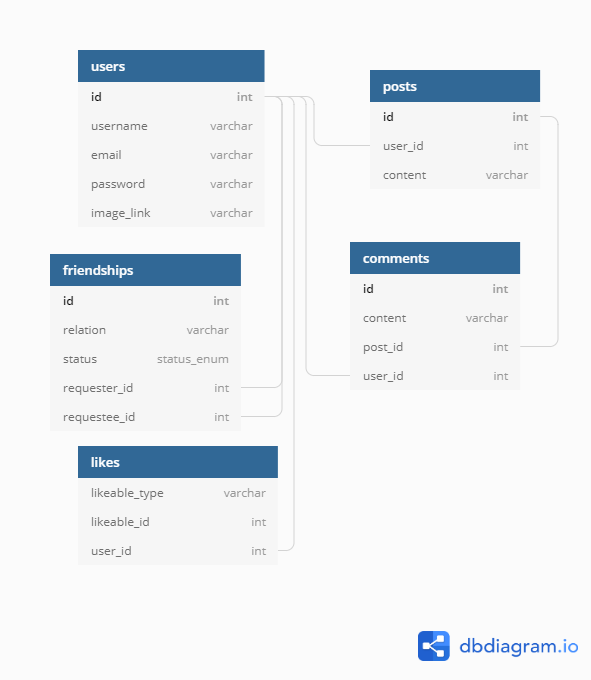 users
id int
username varchar
email varchar
password varchar
image_link varchar
posts
id int
user_id int
content varchar
friendships
id int
relation varchar
status status_enum
requester_id int
requestee_id int
comments
id int
content varchar
post_id int
user_id int
likes
likeable_type varchar
likeable_id int
user_id int
dbdiagram.io